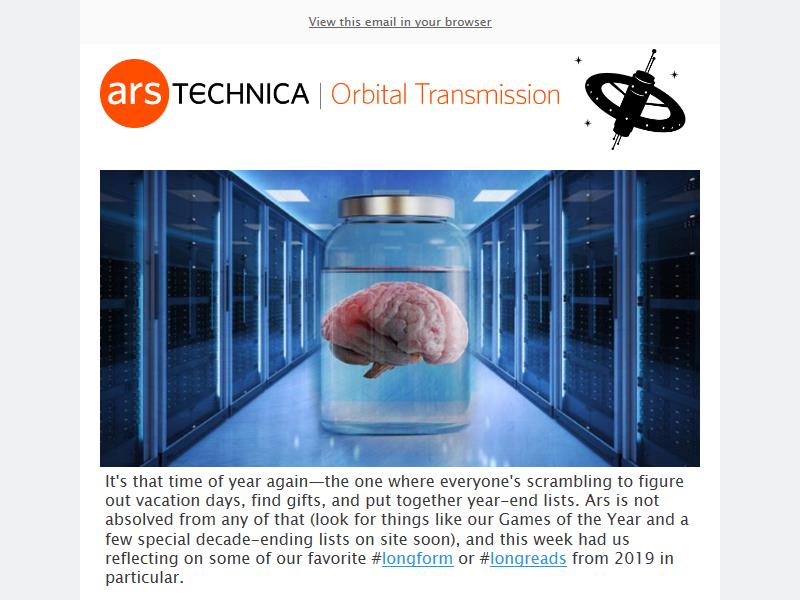 View this email in your browser
ars TECHNICA | Orbital Transmission
It's that time of year again—the one where everyone's scrambling to figure
out vacation days, find gifts, and put together year-end lists. Ars is not
absolved from any of that (look for things like our Games of the Year and a
few special decade-ending lists on site soon), and this week had us
reflecting on some of our favorite #longform or #longreads from 2019 in
particular.